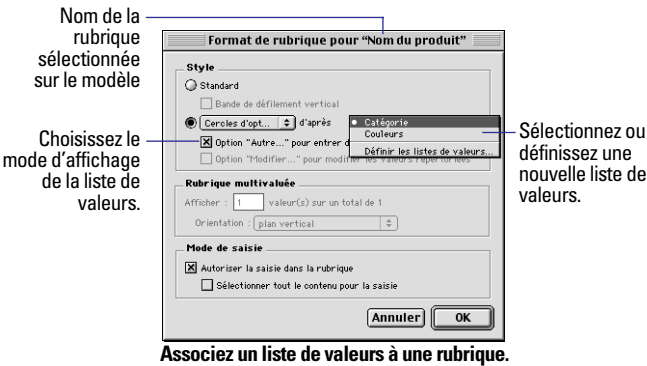 Nom de la
rubrique
sélectionnée
sur le modèle
Format de rubrique pour “Nom du produit”
Style
Standard
Bande de défilement vertical
Cercles d'opt... d'après
Catégorie
Couleurs
Définir les listes de valeurs...
Option "Autre..." pour entrer d
Option "Modifier..." pour modifier les valeurs répertoriées
Choisissez le
mode d’affichage
de la liste de
valeurs.
Sélectionnez ou
définissez une
nouvelle liste de
valeurs.
Rubrique multivaluée
Afficher : 1 valeur(s) sur un total de 1
Orientation : plan vertical
Mode de saisie
Autoriser la saisie dans la rubrique
Sélectionner tout le contenu pour la saisie
Annuler OK
Associez un liste de valeurs à une rubrique.